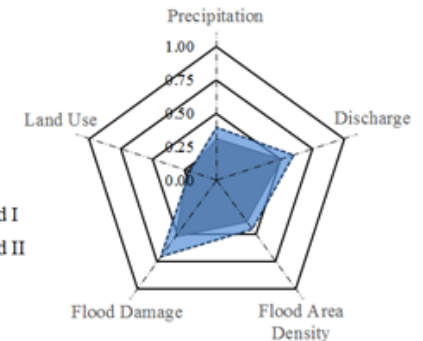 Precipitation
1.00
0.75
0.50
0.25
0.00
Land Use
Discharge
d I
d II
Flood Damage
Flood Area
Density